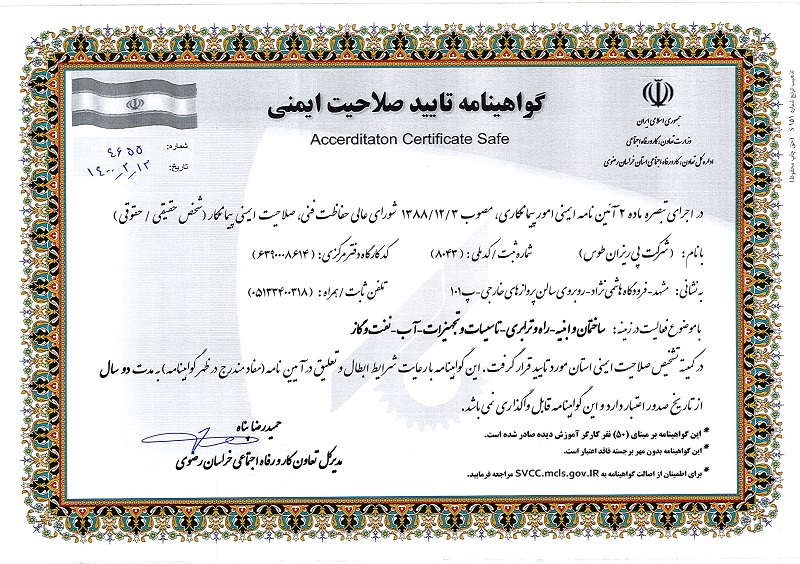 گواهینامه تایید صلاحیت ایمنی
Accerditaton Certificate Safe
جمهوری اسلامی ایران
وزارت تعاون، کار و رفاه اجتماعی
اداره کل تعاون، کار و رفاه اجتماعی استان خراسان رضوی
شماره: ٤٦٥٥
تاریخ: ١٤٠٠٫٢٫١٢
در اجرای تبصره ماده ۲ آئین نامه ایمنی امور پیمانکاری، مصوب ۱۳۸۸/۱۲/۳ شورای عالی حفاظت فنی، صلاحیت ایمنی پیمانکار (شخص حقیقی / حقوقی)
با نام: (شرکت پی ریزان طوس) شماره ثبت / کد ملی: (۸۰۴۳) کد کارگاه دفتر مرکزی: (۶۳۹۰۰۰۸۶۱۴)
به نشانی: مشهد-فرودگاه هاشمی نژاد-روبروی سالن پروازهای خارجی-پ۱۰۱ تلفن ثابت / همراه: (۰۵۱۳۳۴۰۰۳۱۸)
با موضوع فعالیت در زمینه: ساختمان و ابنیه-راه و ترابری-تاسیسات و تجهیزات-آب-نفت و گاز
در کمیته تشخیص صلاحیت ایمنی استان مورد تایید قرار گرفت. این گواهینامه با رعایت شرایط ابطال و تعلیق در آیین نامه (مفاد مندرج در ظهر گواهینامه) به مدت دو سال
از تاریخ صدور اعتبار دارد و این گواهینامه قابل واگذاری نمی باشد.
* این گواهینامه بر مبنای (۵۰) نفر کارگر آموزش دیده صادر شده است.
* این گواهینامه بدون مهر برجسته فاقد اعتبار است.
* برای اطمینان از اصالت گواهینامه به SVCC.mcls.gov.IR مراجعه فرمایید.
حمیدرضا پناه
مدیرکل تعاون کار و رفاه اجتماعی خراسان رضوی